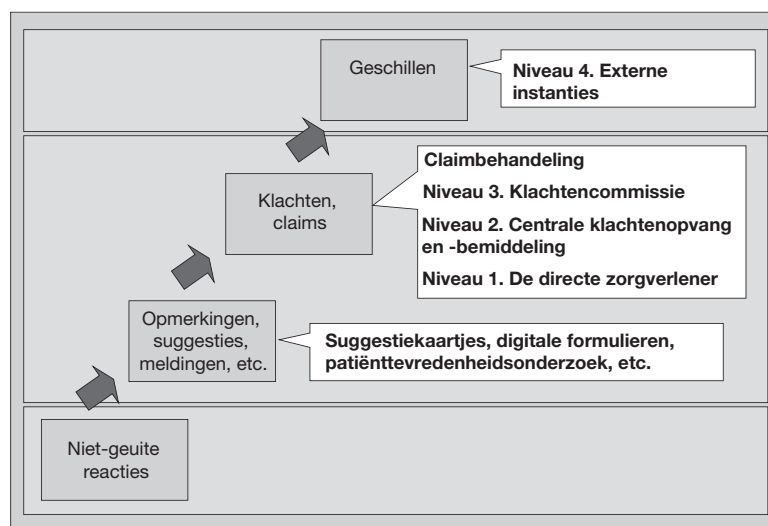 Geschillen
Niveau 4. Externe
instanties
Klachten,
claims
Claimbehandeling
Niveau 3. Klachtencommissie
Niveau 2. Centrale klachtenopvang
en -bemiddeling
Niveau 1. De directe zorgverlener
Opmerkingen,
suggesties,
meldingen, etc.
Suggestiekaartjes, digitale formulieren,
patiënttevredenheidsonderzoek, etc.
Niet-geuite
reacties